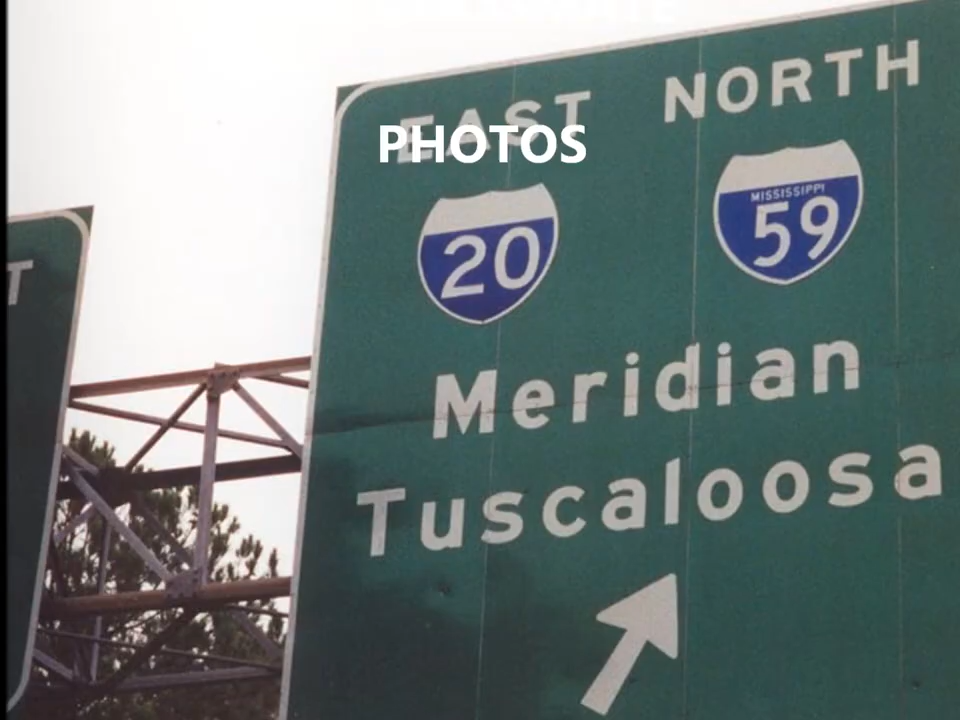 EAST NORTH
PHOTOS
MISSISSIPPI
20 59
Meridian
Tuscaloosa
T